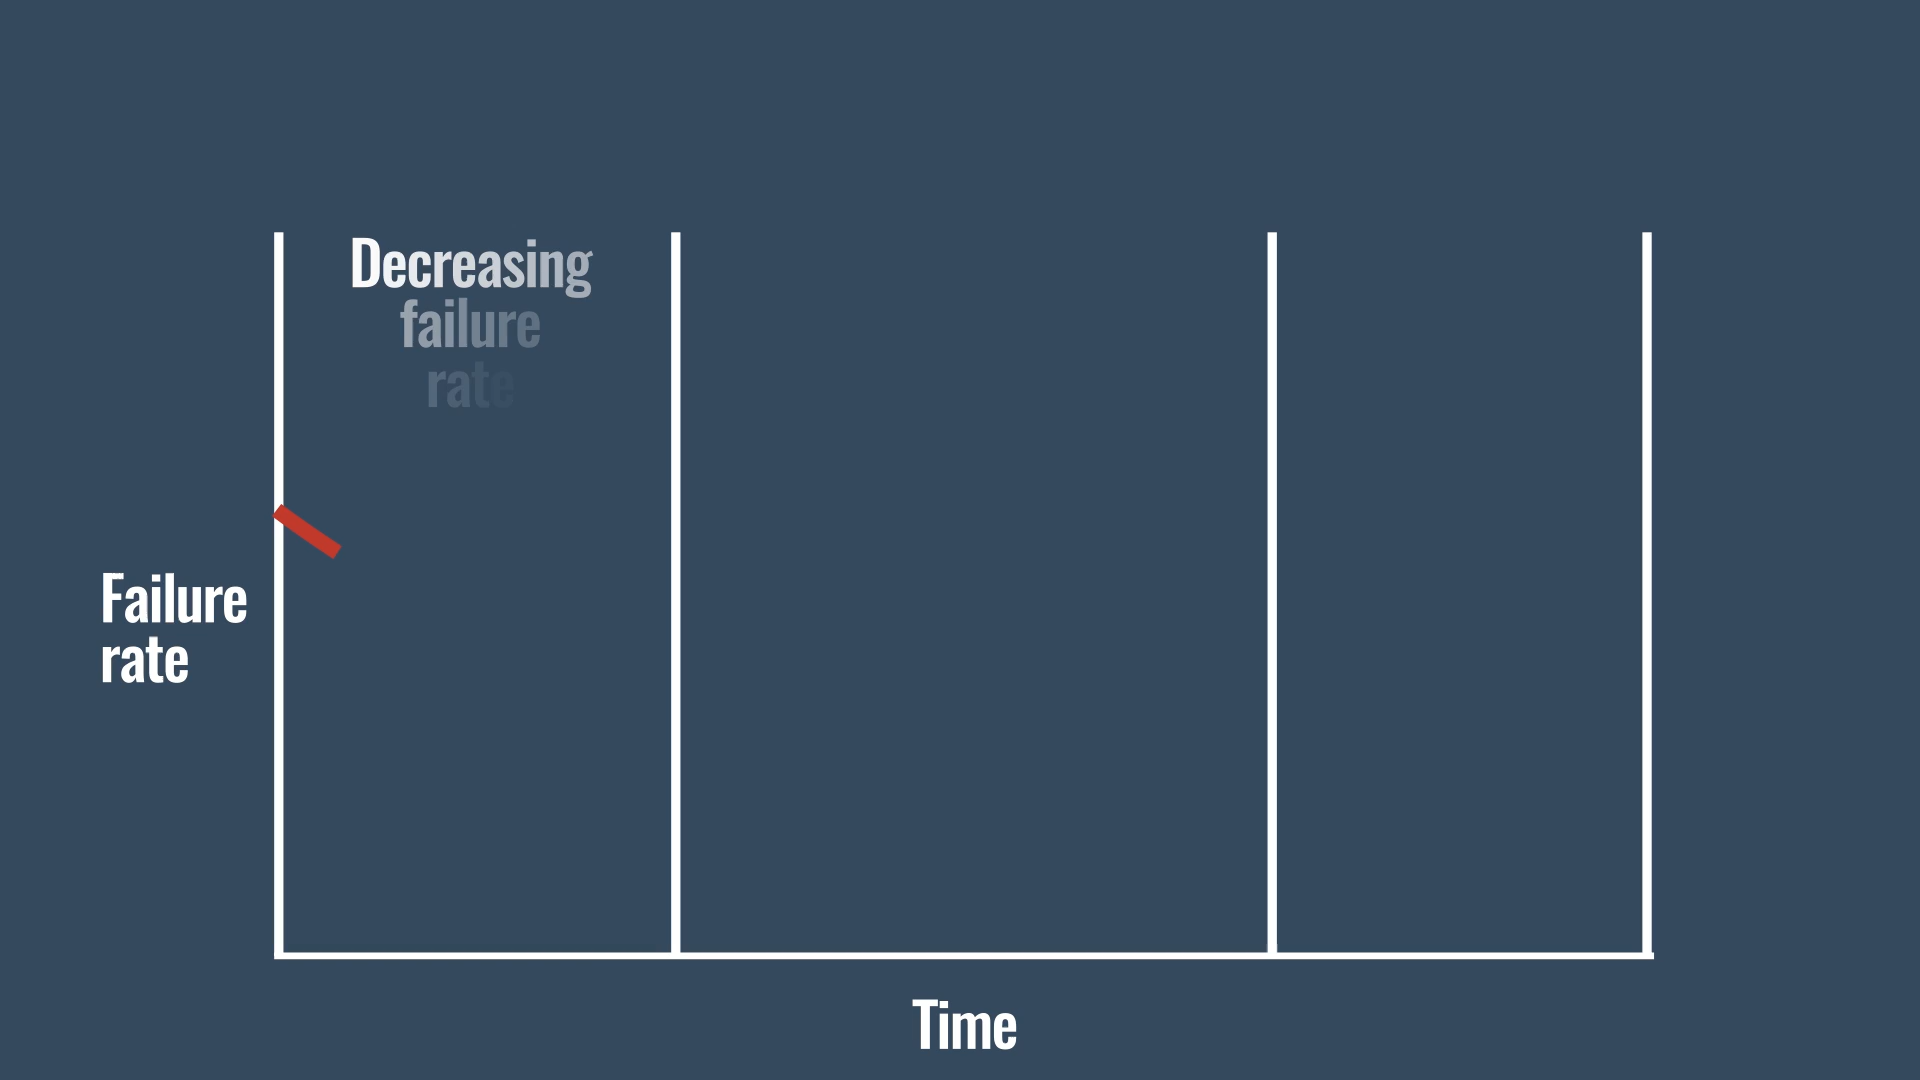 Decreasing
failure
rate
Failure
rate
Time